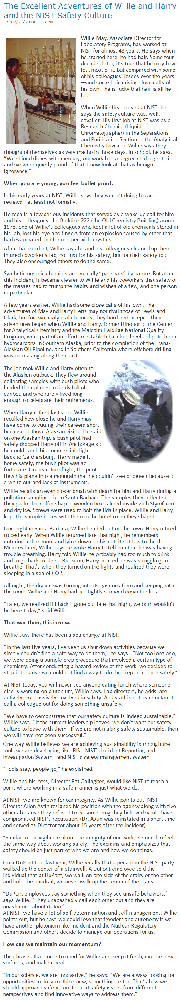 The Excellent Adventures of Willie and Harry
and the NIST Safety Culture
on 2/21/2014 1:33 PM
Willie May, Associate Director for
Laboratory Programs, has worked at
NIST for almost 43 years. He says when
he started here, he had hair. Some four
decades later, it’s true that he may have
lost most of it, but compared with some
of his colleagues’ losses over the years
—and some hair-raising close calls of
his own—he is lucky that hair is all he
lost.
When Willie first arrived at NIST, he
says the safety culture was, well,
cavalier. His first job at NIST was as a
Research Chemist (Liquid
Chromatographer) in the Separations
and Purification Section of the Analytical
Chemistry Division. Willie says they
thought of themselves as very macho in those days. In school, he says,
“We shined dimes with mercury; our work had a degree of danger to it
and we were quietly proud of that. I now look at that as benign
ignorance.”
When you are young, you feel bullet proof.
In his early years at NIST, Willie says they weren’t doing hazard
reviews—at least not formally.
He recalls a few serious incidents that served as a wake-up call for him
and his colleagues.  In  Building 222 (the Old Chemistry Building) around
1978, one of Willie’s colleagues who kept a lot of old chemicals stored in
his lab, lost his eye and fingers from an explosion caused by ether that
had evaporated and formed peroxide crystals.
After that incident, Willie says he and his colleagues cleaned up their
injured coworker’s lab, not just for his safety, but for their safety too.
They also encouraged others to do the same.
Synthetic organic chemists are typically “pack rats” by nature. But after
this incident, it became clearer to Willie and his coworkers that safety of
the masses had to trump the habits and wishes of a few, and one person
in particular.
A few years earlier, Willie had some close calls of his own. The
adventures of May and Harry Hertz may not rival those of Lewis and
Clark, but for two analytical chemists, they bordered on epic. Their
adventures began when Willie and Harry, former Director of the Center
for Analytical Chemistry and the Malcolm Baldrige National Quality
Program, were part of an effort to establish baseline levels of petroleum
hydrocarbons in Southern Alaska, prior to the completion of the Trans-
Alaskan Oil Pipeline, and in Southern California where offshore drilling
was increasing along the coast.
The job took Willie and Harry often to
the Alaskan outback. They flew around
collecting samples with bush pilots who
landed their planes in fields full of
caribou and who rarely lived long
enough to celebrate their retirements.
When Harry retired last year, Willie
recalled how close he and Harry may
have come to cutting their careers short
because of those Alaskan visits.  He said
on one Alaskan trip, a bush pilot had
safely dropped Harry off in Anchorage so
he could catch his commercial flight
back to Gaithersburg.  Harry made it
home safely, the bush pilot was so
fortunate. On his return flight, the pilot
flew his plane into a mountain that he couldn’t see or detect because of
a white out and lack of instruments.
Willie recalls an even closer brush with death for him and Harry during a
pollution sampling trip to Santa Barbara. The samples they collected,
they packed in coffin-shaped wooden boxes lined inside with Styrofoam
and dry ice. Screws were used to bolt the lids in place. Willie and Harry
kept the sample boxes with them in the hotel room they shared.
One night in Santa Barbara, Willie headed out on the town. Harry retired
to bed early. When Willie returned late that night, he remembers
entering a dark room and lying down on his cot. It sat low to the floor.
Minutes later, Willie says he woke Harry to tell him that he was having
trouble breathing. Harry told Willie he probably had too much to drink
and to go back to sleep. But soon, Harry noticed he was struggling to
breathe. That’s when they turned on the lights and realized they were
sleeping in a sea of CO2.
All night, the dry ice was turning into its gaseous form and seeping into
the room. Willie and Harry had not tightly screwed down the lids.
“Later, we realized if I hadn’t gone out late that night, we both wouldn’t
be here today,” said Willie.
That was then, this is now.
Willie says there has been a sea change at NIST.
“In the last five years, I’ve seen us shut down activities because we
simply couldn’t find a safe way to do them,” he says.  “Not too long ago,
we were doing a sample prep procedure that involved a certain type of
chemistry. After conducting a hazard review of the work, we decided to
stop it because we could not find a way to do the prep procedure safely.”
At NIST today, you will never see anyone eating lunch where someone
else is working on plutonium, Willie says. Lab directors, he adds, are
actively, not passively, involved in safety. And staff is not as reluctant to
call a colleague out for doing something unsafely.
“We have to demonstrate that our safety culture is indeed sustainable,”
Willie says. “If the current leadership leaves, we don’t want our safety
culture to leave with them.  If we are not making safety sustainable, then
we will have not been successful.”
One way Willie believes we are achieving sustainability is through the
tools we are developing like IRIS—NIST’s Incident Reporting and
Investigation System—and NIST’s safety management system.
“Tools stay, people go,” he explained.
Willie and his boss, Director Pat Gallagher, would like NIST to reach a
point where working in a safe manner is just what we do.
At NIST, we are known for our integrity. As Willie points out, NIST
Director Allen Astin resigned his position with the agency along with five
others because they refused to do something they believed would have
compromised NIST’s reputation. (Dr. Astin was reinstated in a short time
and served as Director for about 15 years after the incident).
“Similar to our vigilance about the integrity of our work, we need to feel
the same way about working safely,” he explains and emphasizes that
safety should be just part of who we are and how we do things.
On a DuPont tour last year, Willie recalls that a person in the NIST party
walked up the center of a stairwell. A DuPont employee told the
individual that at DuPont, we walk on one side of the stairs or the other
and hold the handrail; we never walk up the center of the stairs.
“DuPont employees say something when they see unsafe behaviors,”
says Willie. “They unabashedly call each other out and they are
unashamed about it, too.”
At NIST, we have a lot of self-determination and self-management, Willie
points out, but he says we could lose that freedom and autonomy if we
have another plutonium-like incident and the Nuclear Regulatory
Commission and others decide to manage our operations for us.
How can we maintain our momentum?
The phrases that come to mind for Willie are: keep it fresh, expose new
surfaces, and make it real.
“In our science, we are innovative,” he says. “We are always looking for
opportunities to do something new, something better. That’s how we
should approach safety, too. Look at safety issues from different
perspectives and find innovative ways to address them.”